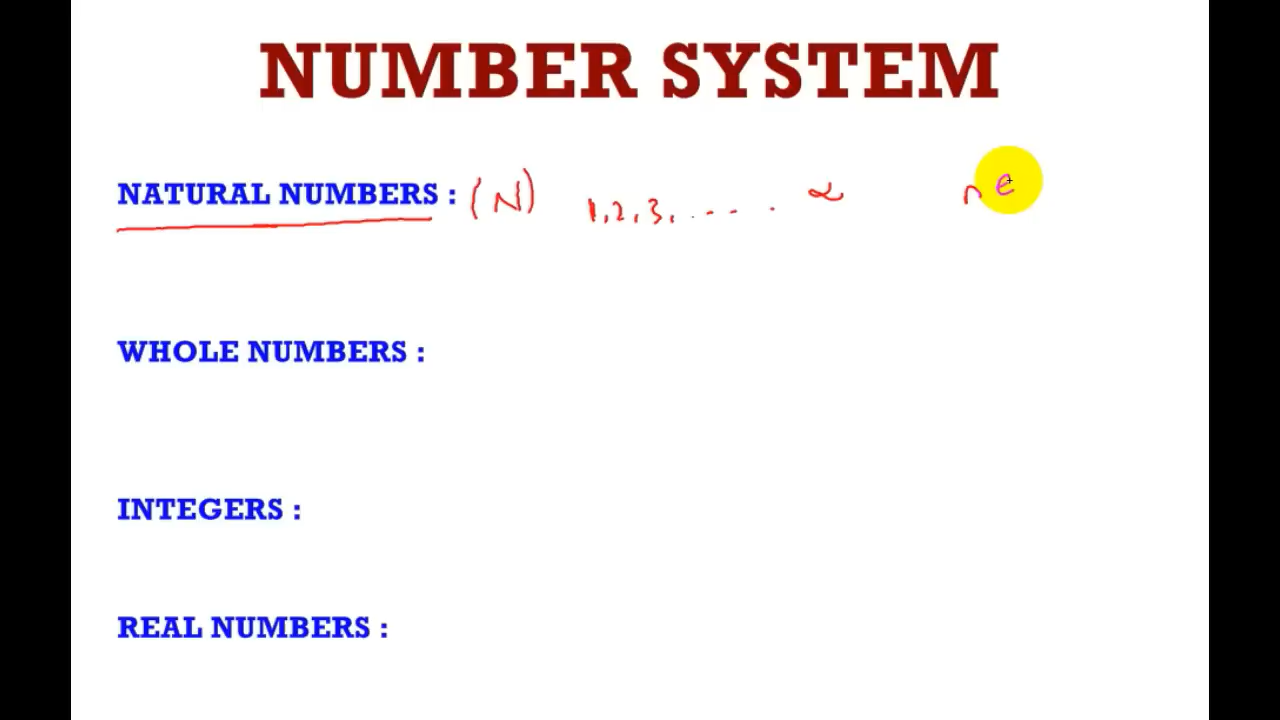 NUMBER SYSTEM
NATURAL NUMBERS : (N) 1, 2, 3, . . . . . ∝ n e
WHOLE NUMBERS :
INTEGERS :
REAL NUMBERS :